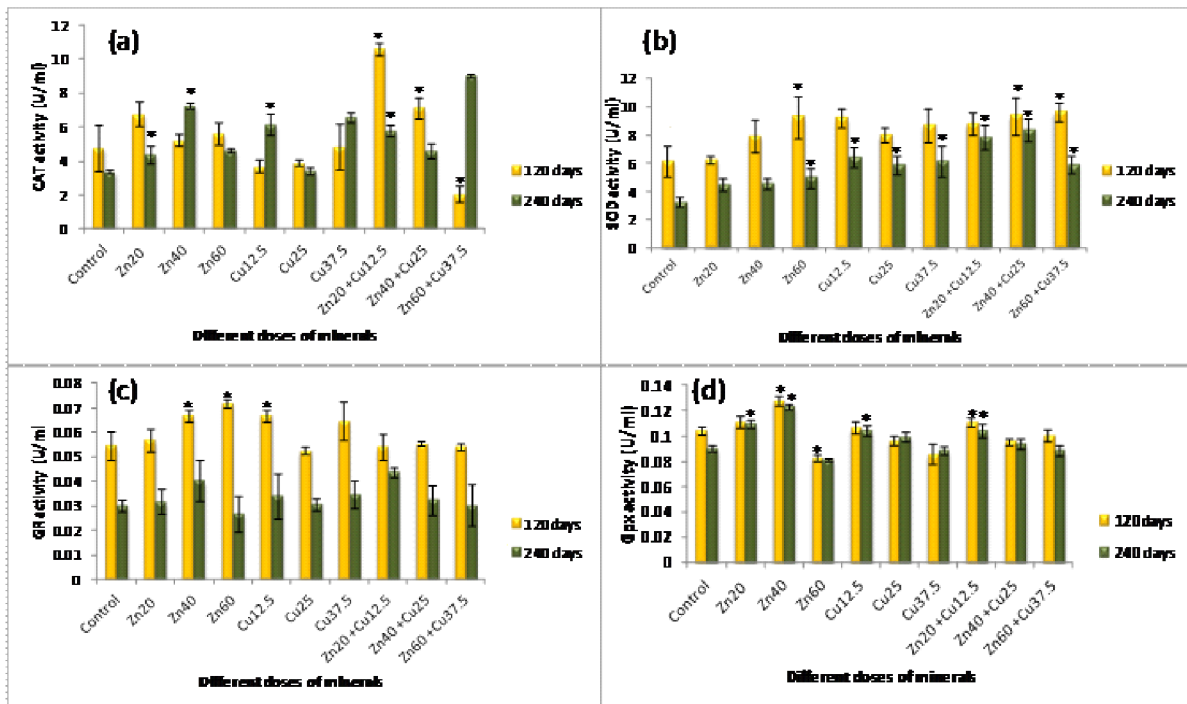 (a)
CAT activity (U/ml)
12
10
8
6
4
2
0
* * * * * * * *
Control Zn20 Zn40 Zn60 Cu12.5 Cu25 Cu37.5 Zn20 +Cu12.5 Zn40 +Cu25 Zn60 +Cu37.5
Different doses of minerals
120 days
240 days
(b)
SOD activity (U/ml)
12
10
8
6
4
2
0
* * * * * * * * * * *
Control Zn20 Zn40 Zn60 Cu12.5 Cu25 Cu37.5 Zn20 +Cu12.5 Zn40 +Cu25 Zn60 +Cu37.5
Different doses of minerals
120 days
240 days
(c)
GR activity (U/ml
0.08
0.07
0.06
0.05
0.04
0.03
0.02
0.01
0
* * *
Control Zn20 Zn40 Zn60 Cu12.5 Cu25 Cu37.5 Zn20 +Cu12.5 Zn40 +Cu25 Zn60 +Cu37.5
Different doses of minerals
120 days
240 days
(d)
Gpx activity (U/ml)
0.14
0.12
0.1
0.08
0.06
0.04
0.02
0
* * * * * * *
Control Zn20 Zn40 Zn60 Cu12.5 Cu25 Cu37.5 Zn20 +Cu12.5 Zn40 +Cu25 Zn60 +Cu37.5
Different doses of minerals
120 days
240 days